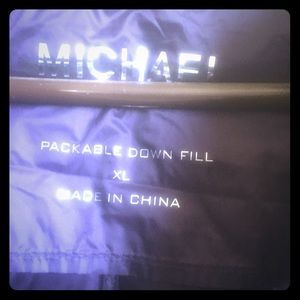 MICHAEL
PACKABLE DOWN FILL
XL
MADE IN CHINA